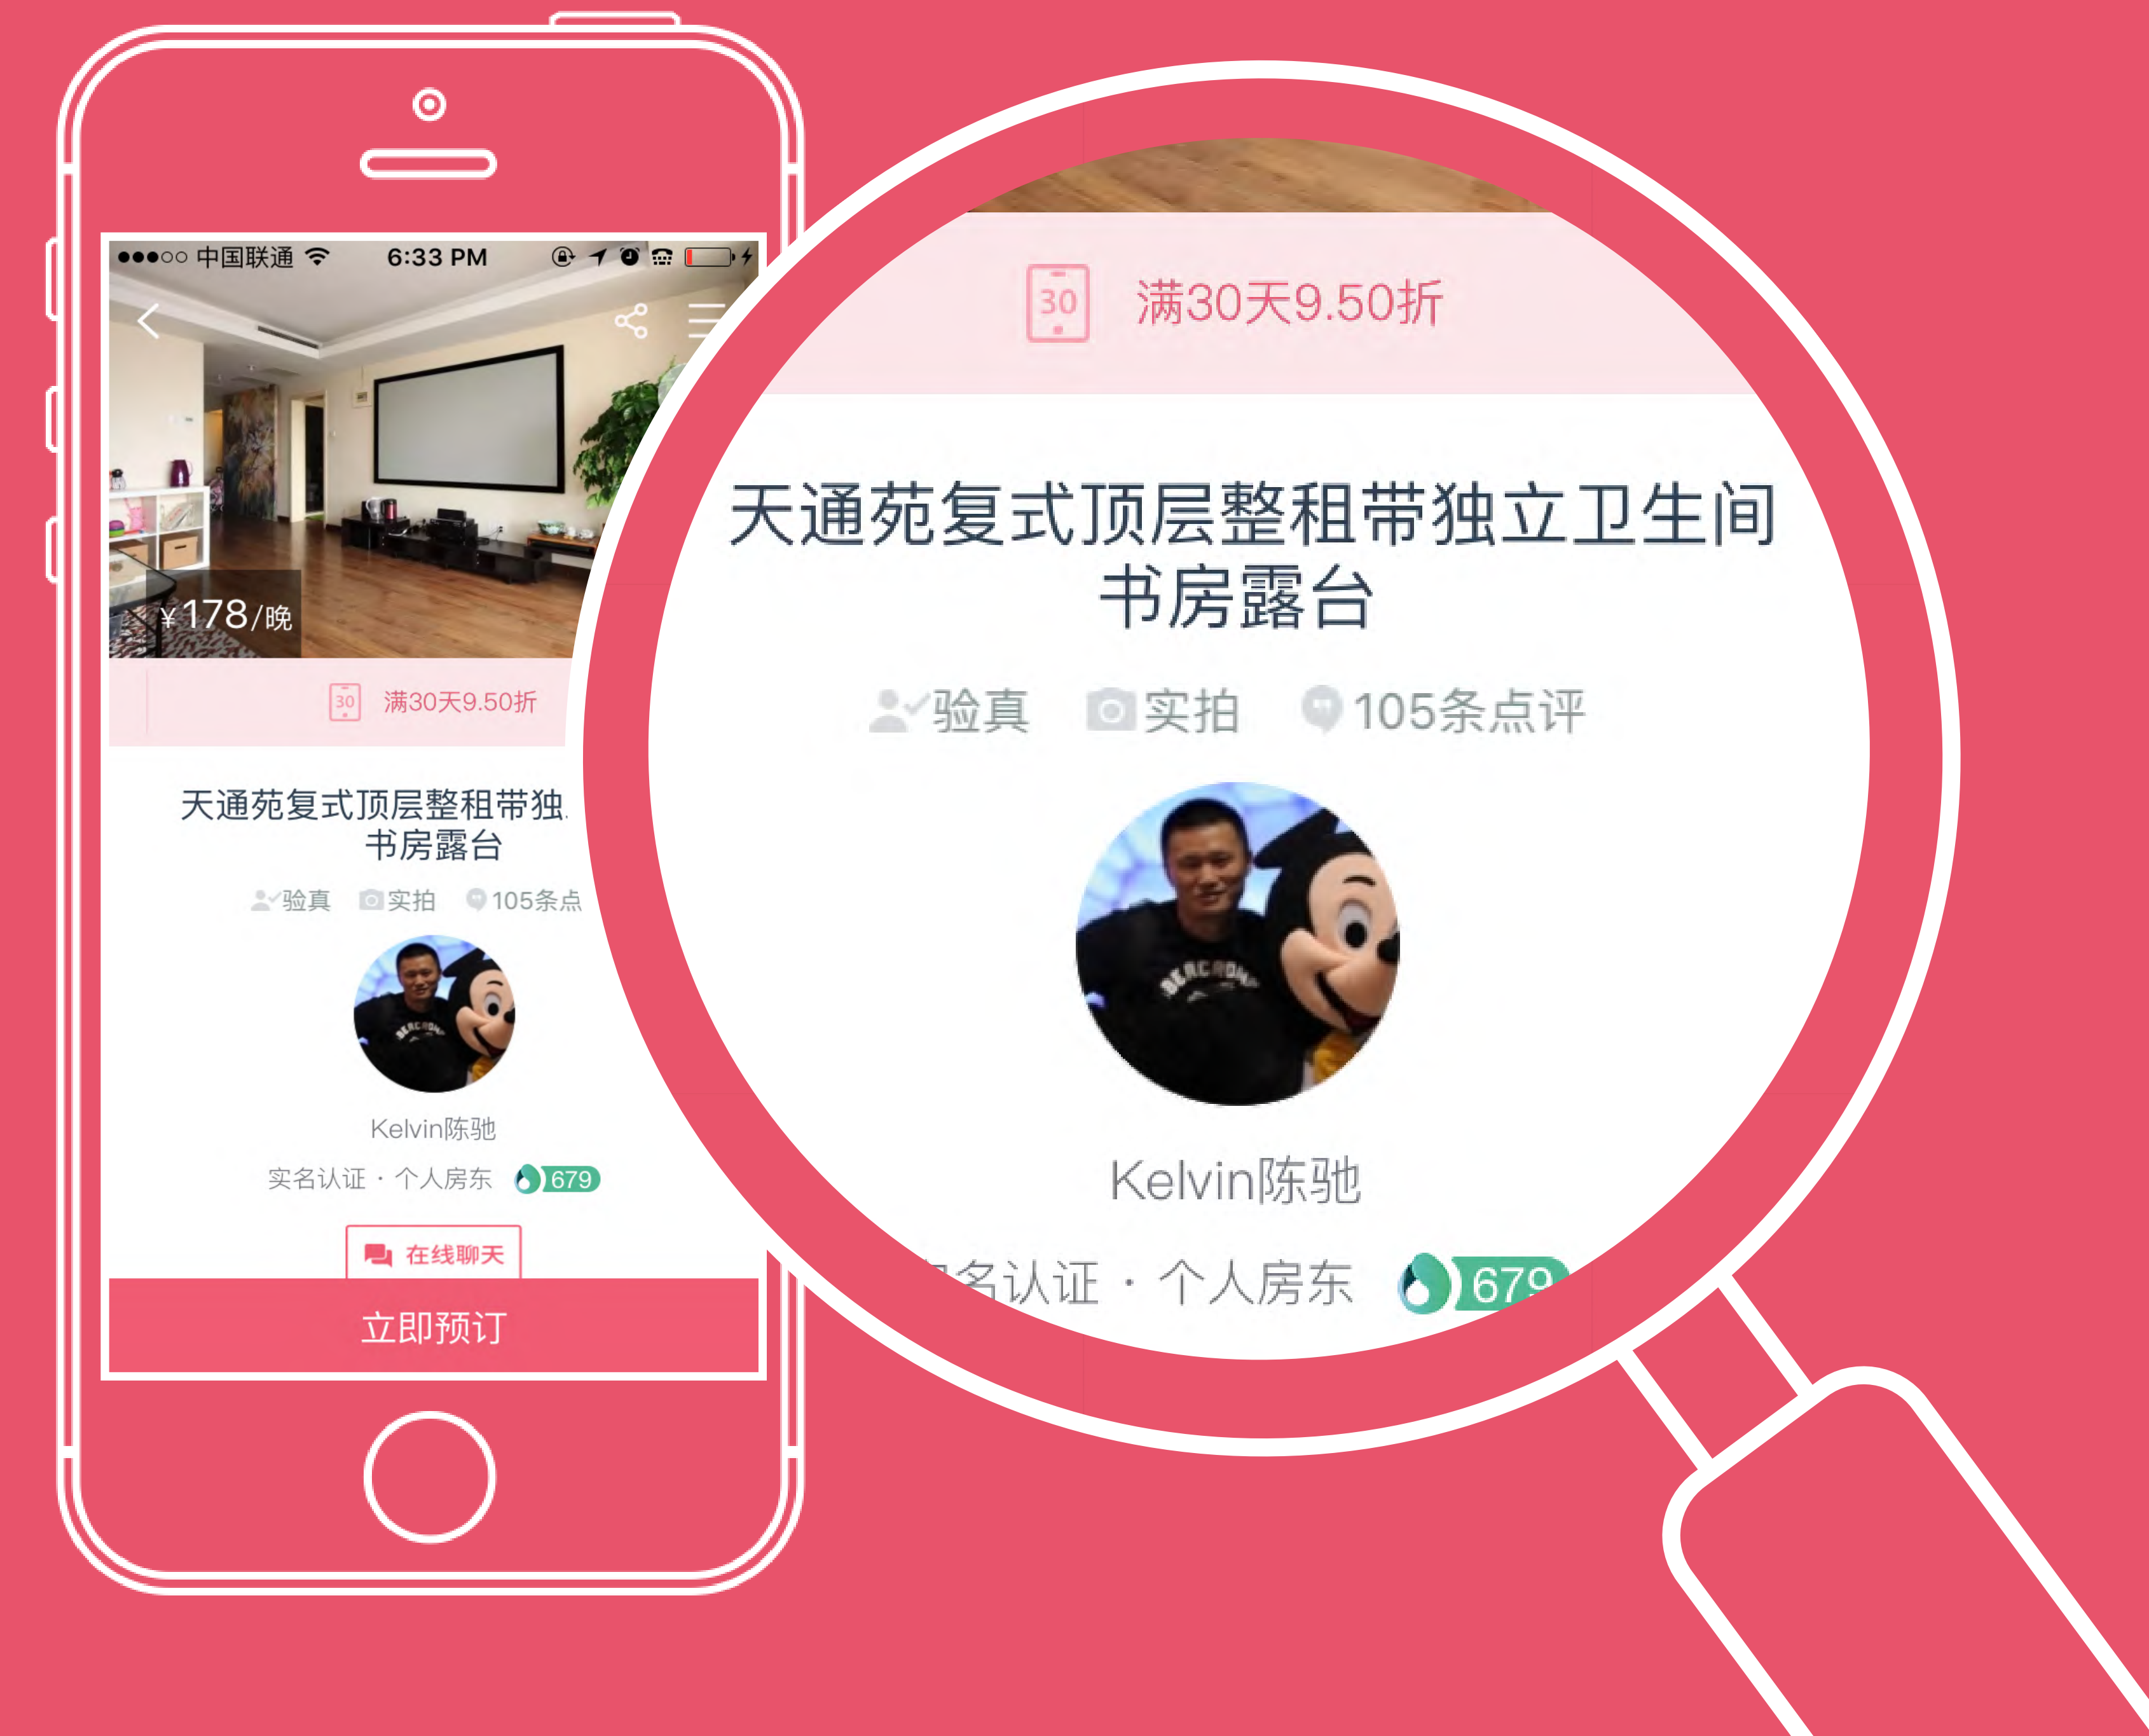 中国联通 6:33 PM
¥178/晚
30 满30天9.50折
天通苑复式顶层整租带独
书房露台
验真 实拍 105条点
Kelvin陈驰
实名认证 · 个人房东 679
在线聊天
立即预订
30 满30天9.50折
天通苑复式顶层整租带独立卫生间
书房露台
验真 实拍 105条点评
Kelvin陈驰
名认证 · 个人房东 679